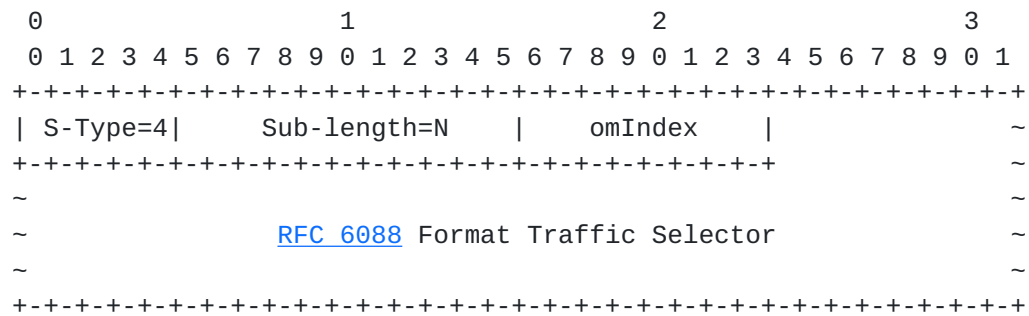 0                   1                   2                   3
 0 1 2 3 4 5 6 7 8 9 0 1 2 3 4 5 6 7 8 9 0 1 2 3 4 5 6 7 8 9 0 1
+-+-+-+-+-+-+-+-+-+-+-+-+-+-+-+-+-+-+-+-+-+-+-+-+-+-+-+-+-+-+-+-+
| S-Type=4|     Sub-length=N    |    omIndex    |               ~
+-+-+-+-+-+-+-+-+-+-+-+-+-+-+-+-+-+-+-+-+-+-+-+-+               ~
~                                                               ~
~                RFC 6088 Format Traffic Selector               ~
~                                                               ~
+-+-+-+-+-+-+-+-+-+-+-+-+-+-+-+-+-+-+-+-+-+-+-+-+-+-+-+-+-+-+-+-+